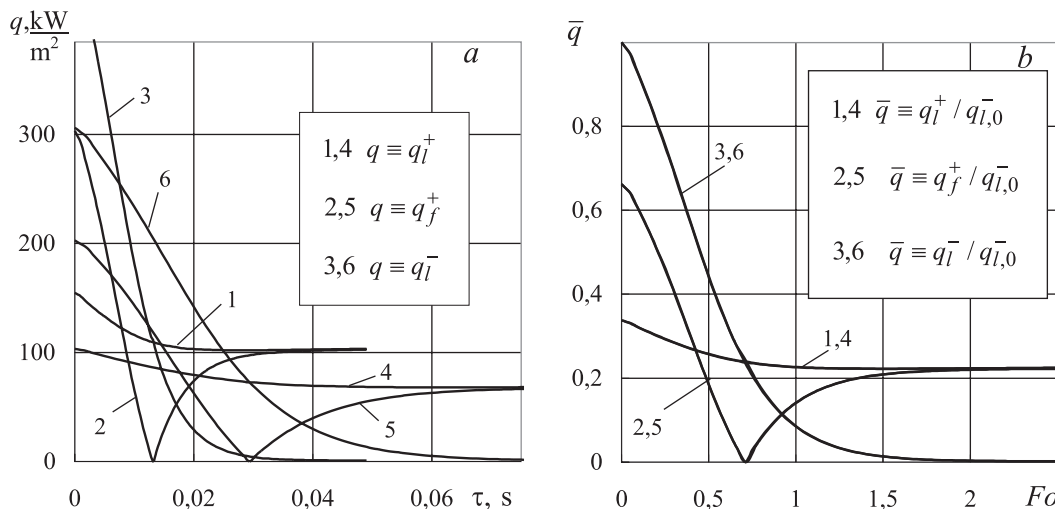 q, kW/m²
a
300
200
100
0
0
0,02
0,04
0,06
τ, s
3
6
1
4
2
5
1,4 q ≡ q_l^+
2,5 q ≡ q_f^+
3,6 q ≡ q_l^-
q̅
b
0,8
0,6
0,4
0,2
0
0
0,5
1
1,5
2
Fo
3,6
1,4
2,5
1,4 q̅ ≡ q_l^+ / q_{l,0}^-
2,5 q̅ ≡ q_f^+ / q_{l,0}^-
3,6 q̅ ≡ q_l^- / q_{l,0}^-